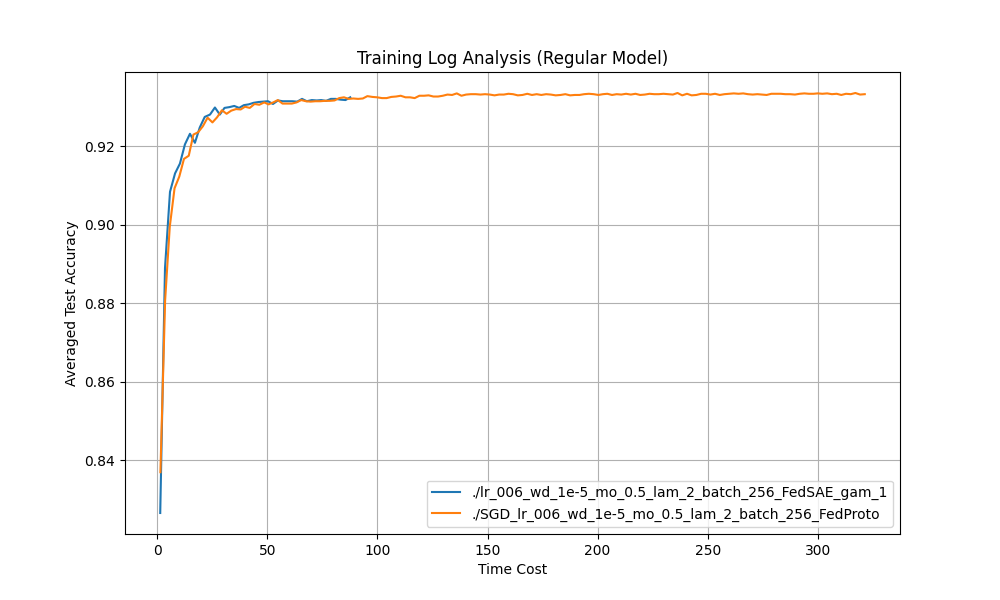 Training Log Analysis (Regular Model)
Averaged Test Accuracy
0.92
0.90
0.88
0.86
0.84
./lr_006_wd_1e-5_mo_0.5_lam_2_batch_256_FedSAE_gam_1
./SGD_lr_006_wd_1e-5_mo_0.5_lam_2_batch_256_FedProto
0 50 100 150 200 250 300
Time Cost